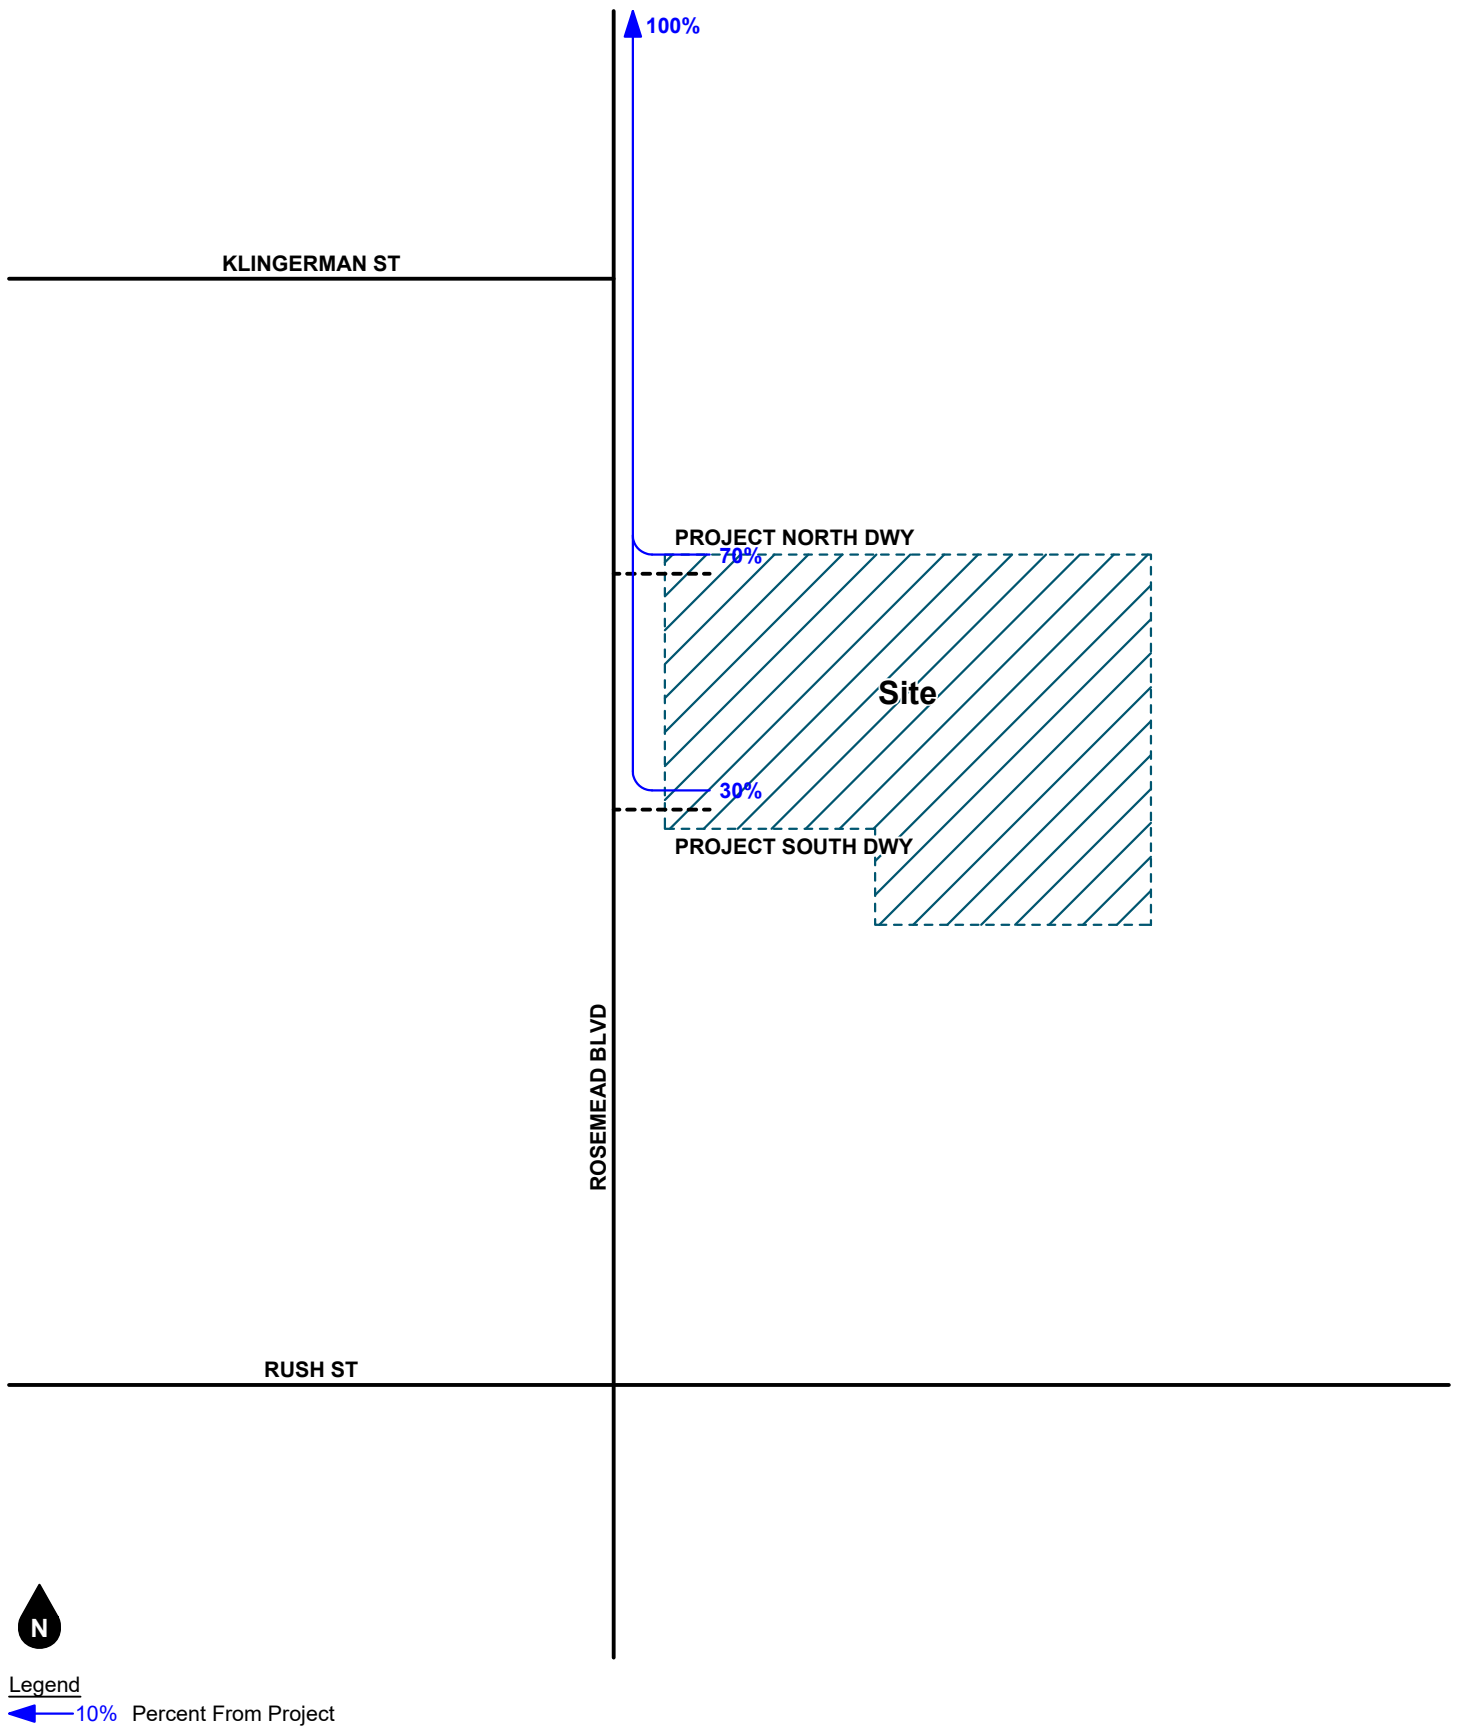 100%
KLINGERMAN ST
PROJECT NORTH DWY
70%
Site
30%
PROJECT SOUTH DWY
ROSEMEAD BLVD
RUSH ST
N
Legend
10% Percent From Project